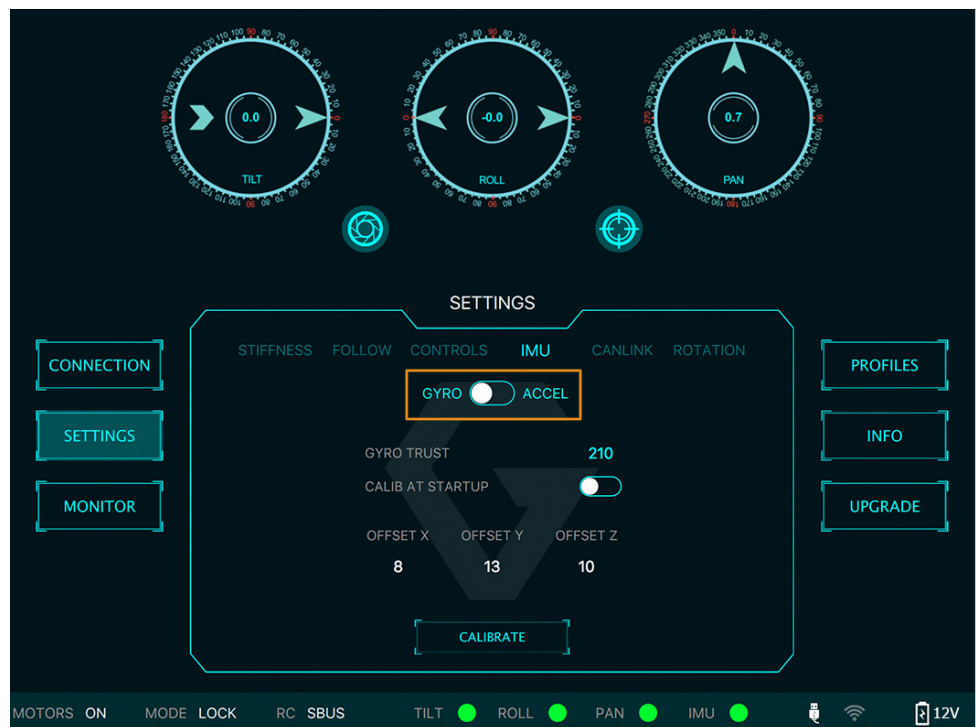 0.0
TILT
-0.0
ROLL
0.7
PAN
SETTINGS
CONNECTION
SETTINGS
MONITOR
STIFFNESS FOLLOW CONTROLS IMU CANLINK ROTATION
GYRO ACCEL
GYRO TRUST 210
CALIB AT STARTUP
OFFSET X OFFSET Y OFFSET Z
8 13 10
CALIBRATE
PROFILES
INFO
UPGRADE
MOTORS ON MODE LOCK RC SBUS TILT ROLL PAN IMU 12V